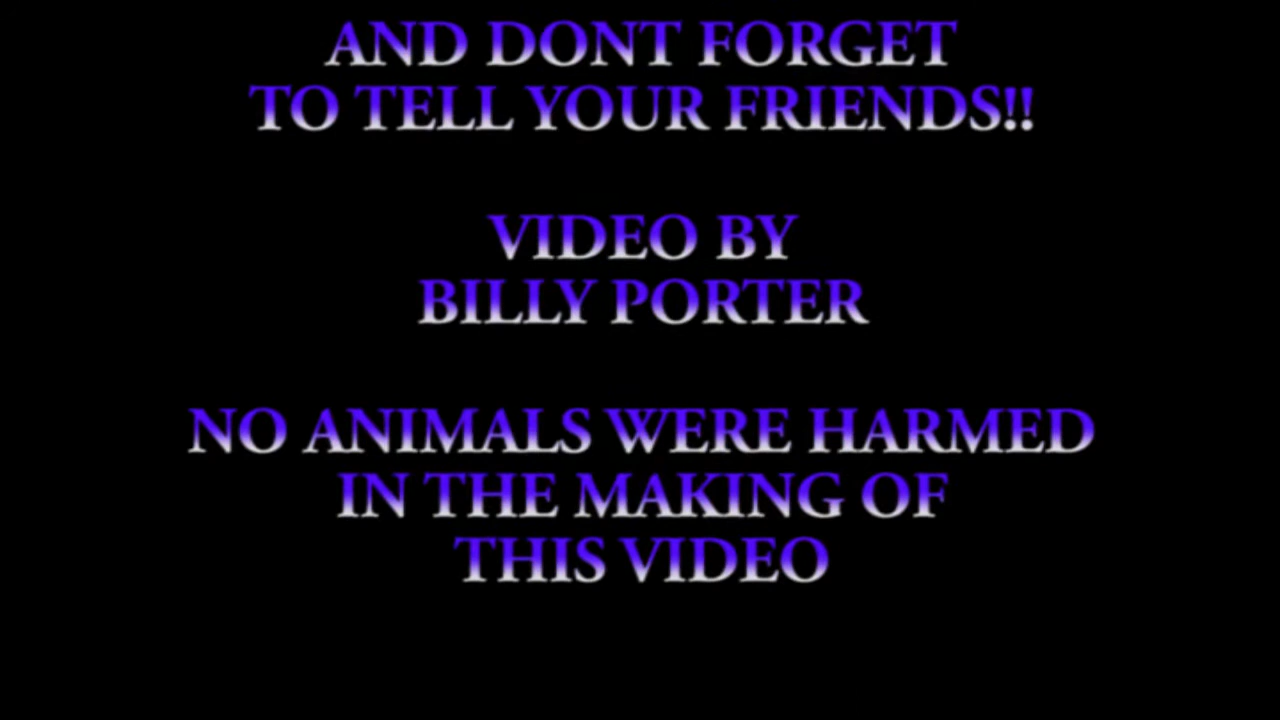 AND DONT FORGET
TO TELL YOUR FRIENDS!!
VIDEO BY
BILLY PORTER
NO ANIMALS WERE HARMED
IN THE MAKING OF
THIS VIDEO